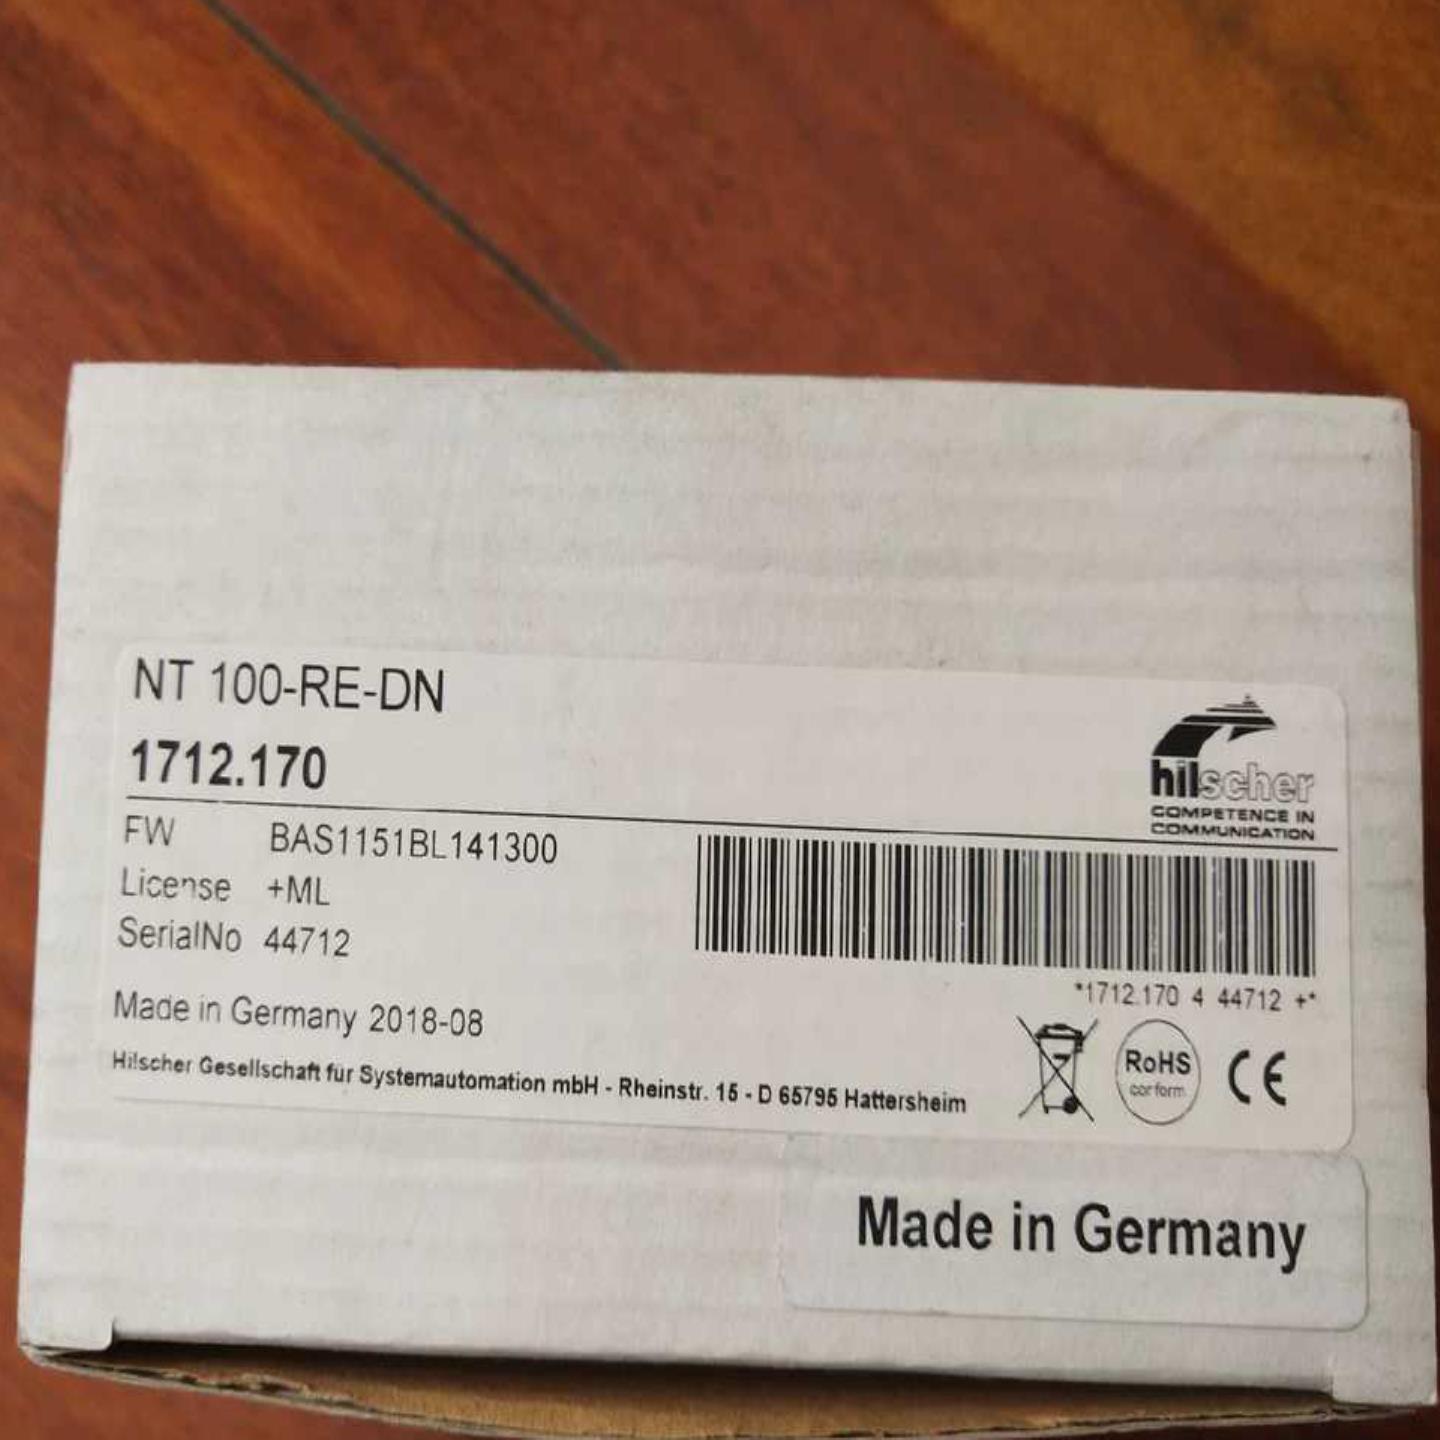 NT 100-RE-DN
1712.170
hilscher
COMPETENCE IN
COMMUNICATION
FW BAS1151BL141300
License +ML
SerialNo 44712
*1712.170 4 44712 +*
Made in Germany 2018-08
Hilscher Gesellschaft für Systemautomation mbH - Rheinstr. 15 - D 65795 Hattersheim
RoHS
conform
CE
Made in Germany